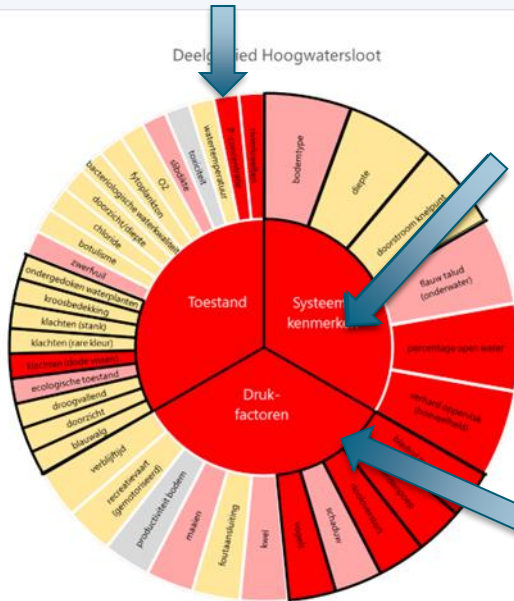 Deelgebied Hoogwatersloot
bodemtype
diepte
doorstroom knelpunt
flauw talud
(onderwater)
percentage open water
verhard oppervlak
(hoeveelheid)
schaduw
vogels
kwel
foutaansluiting
maaien
productiviteit bodem
recreatievaart
(gemotoriseerd)
verblijftijd
blauwalg
doorzicht
droogvallend
ecologische toestand
klachten (dode vissen)
klachten (rare kleur)
klachten (stank)
kroosbedekking
ondergedoken waterplanten
zwerfvuil
botulisme
chloride
doorzicht/diepte
bacteriologische waterkwaliteit
fytoplankton
O2
slibdikte
toxiciteit
watertemperatuur
Toestand
Systeem
kenmerken
Druk-
factoren